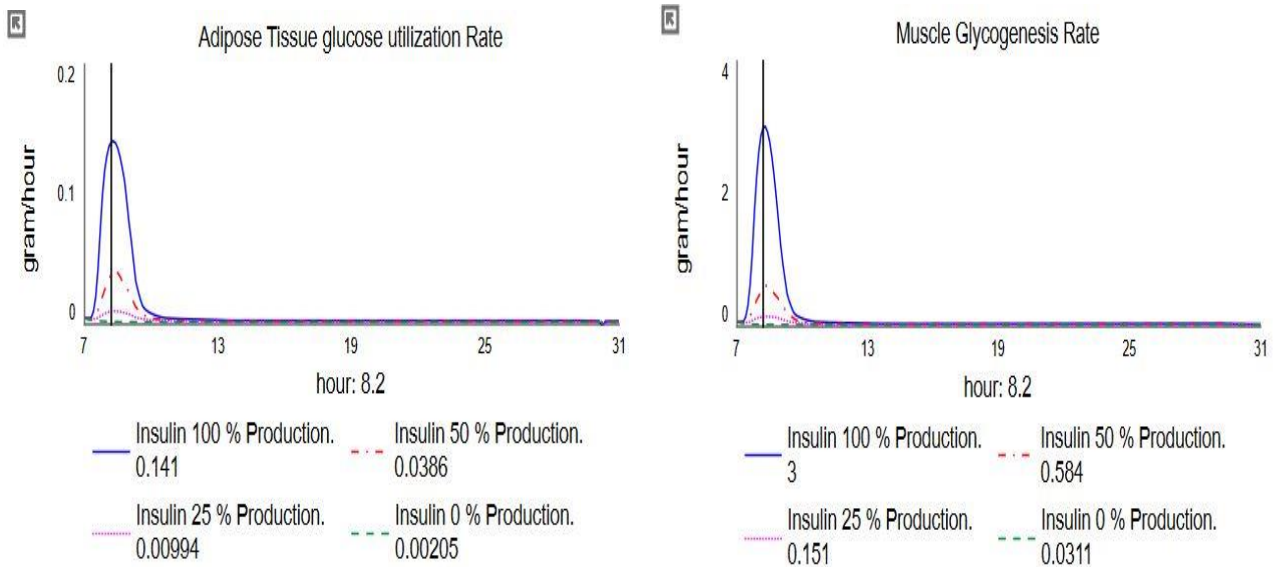 Adipose Tissue glucose utilization Rate
gram/hour
0.2
0.1
0
7 13 19 25 31
hour: 8.2
Insulin 100 % Production. Insulin 50 % Production.
0.141 0.0386
Insulin 25 % Production. Insulin 0 % Production.
0.00994 0.00205
Muscle Glycogenesis Rate
gram/hour
4
2
0
7 13 19 25 31
hour: 8.2
Insulin 100 % Production. Insulin 50 % Production.
3 0.584
Insulin 25 % Production. Insulin 0 % Production.
0.151 0.0311